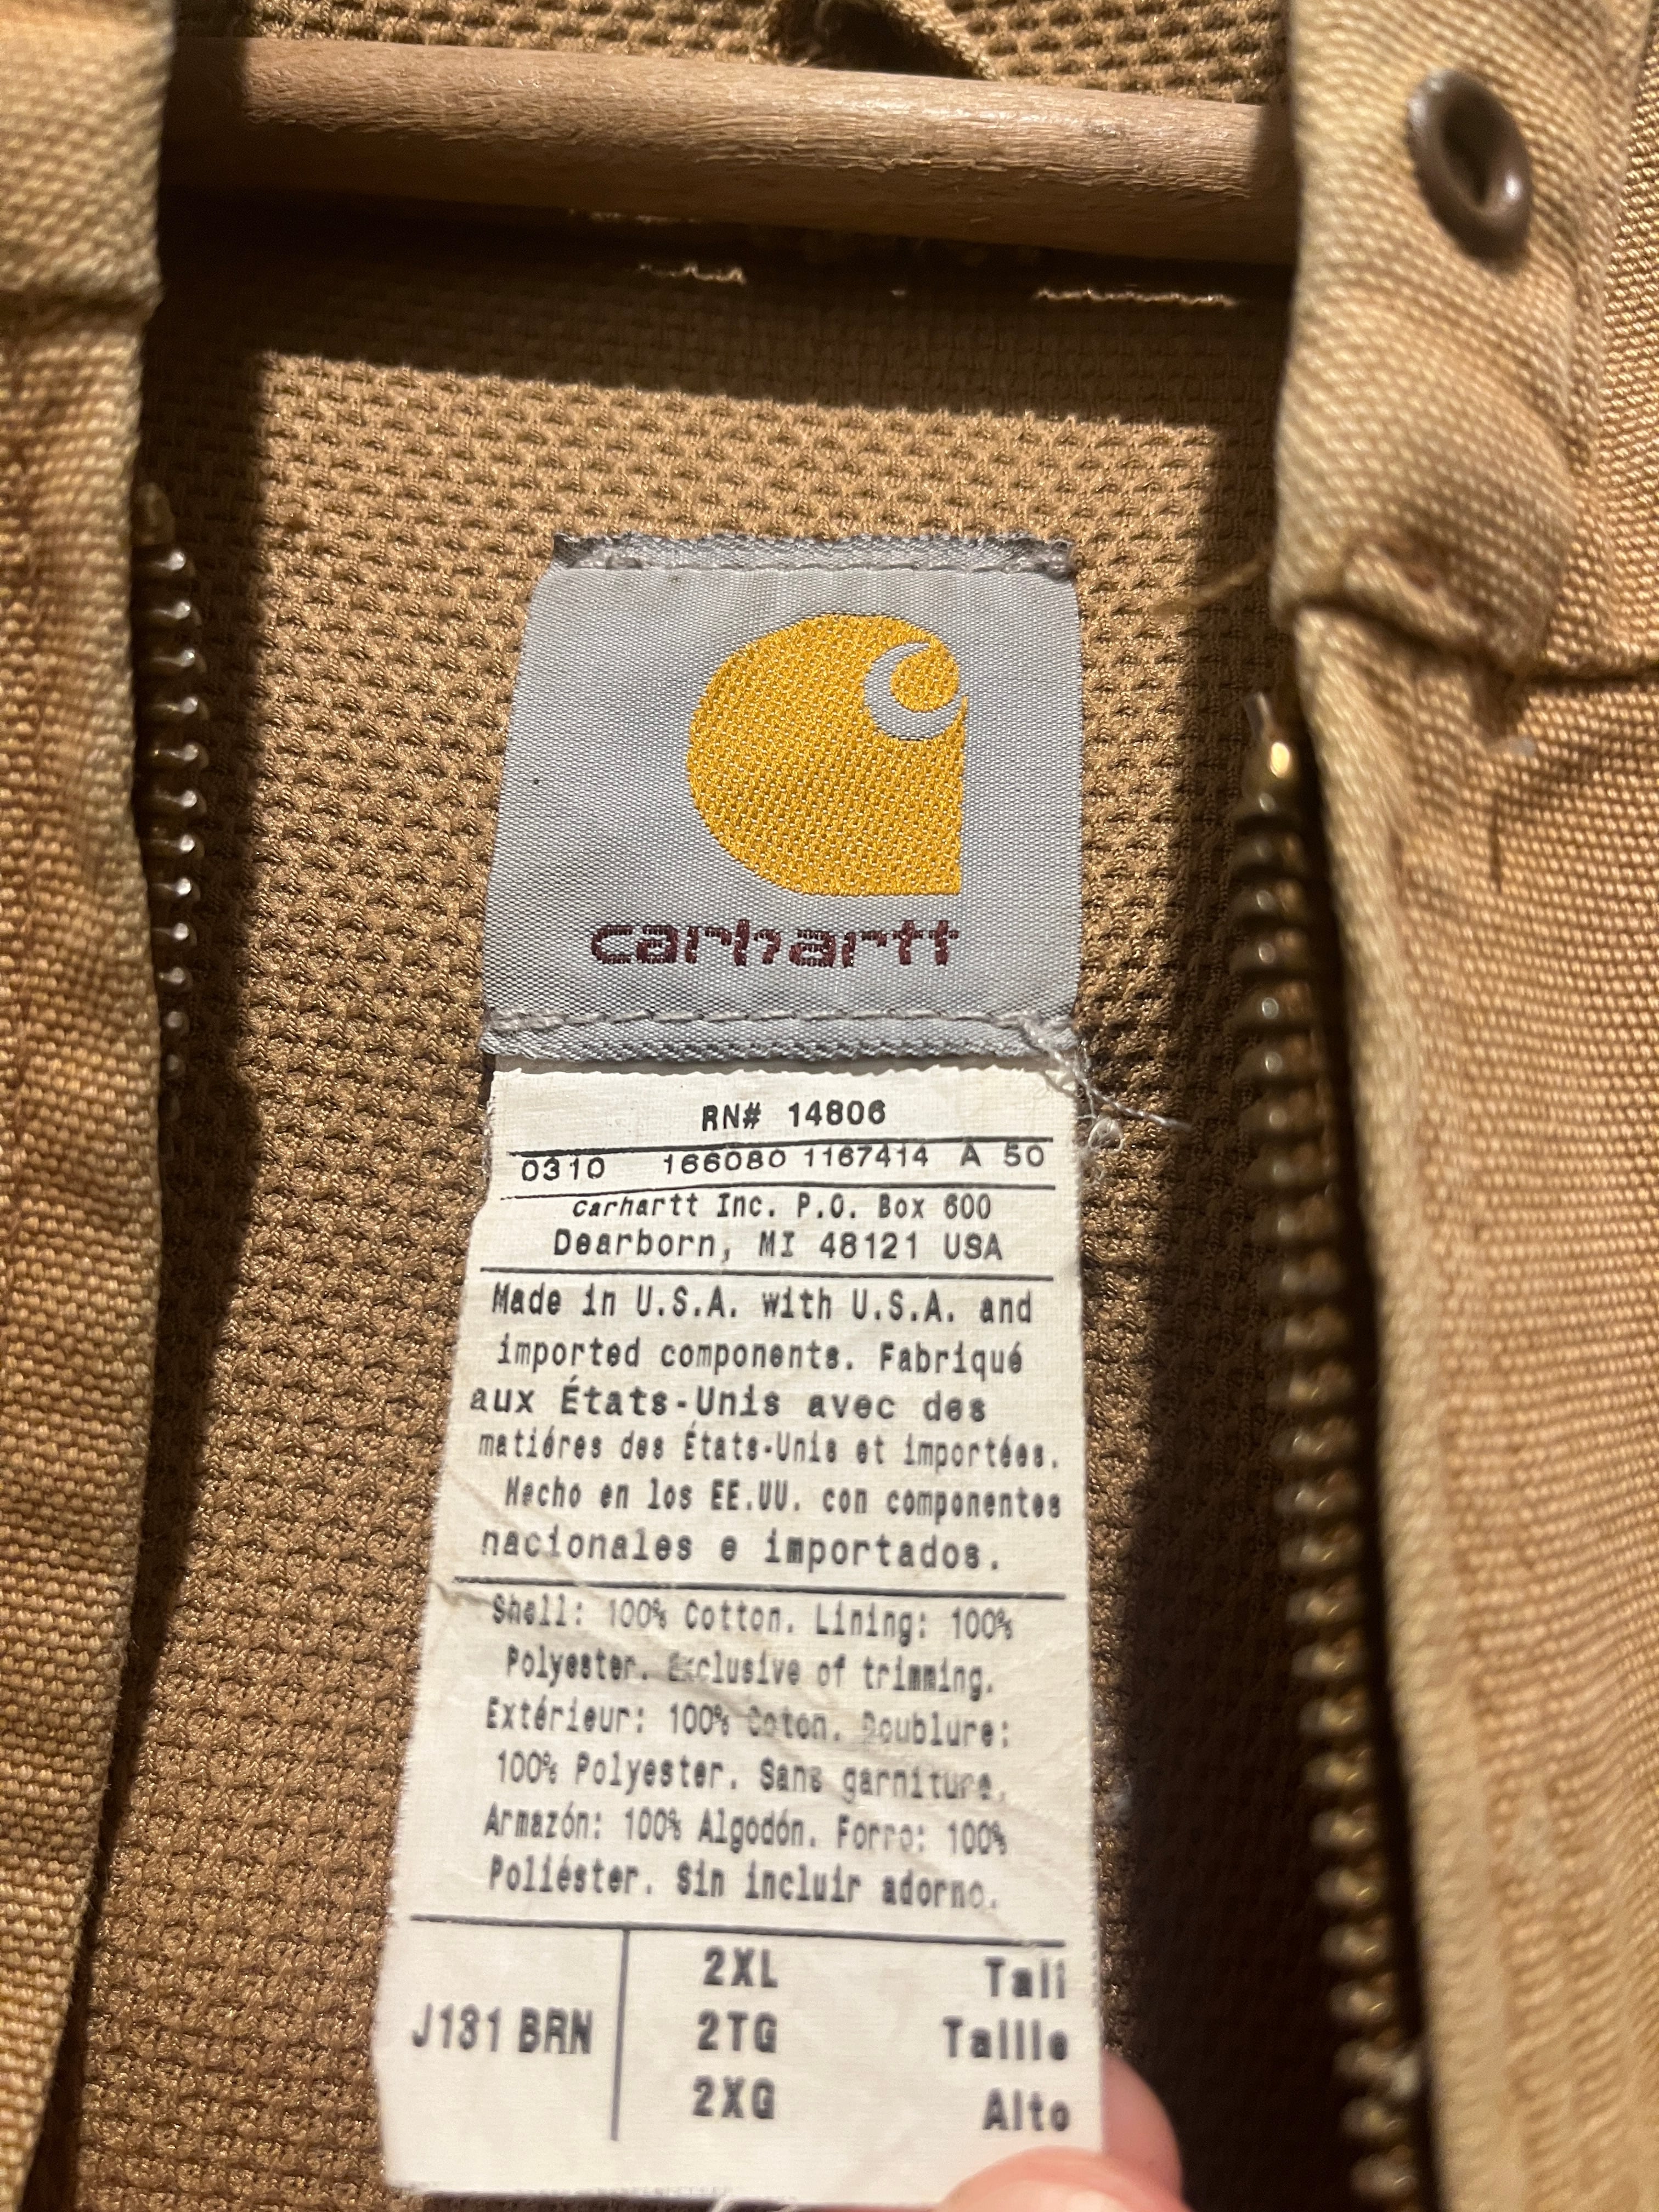 carhartt
RN# 14806
0310 166080 1167414 A 50
Carhartt Inc. P.O. Box 600
Dearborn, MI 48121 USA
Made in U.S.A. with U.S.A. and
imported components. Fabriqué
aux États-Unis avec des
matiéres des États-Unis et importées.
Hecho en los EE.UU. con componentes
nacionales e importados.
Shell: 100% Cotton. Lining: 100%
Polyester. Exclusive of trimming.
Extérieur: 100% Coton. Doublure:
100% Polyester. Sans garniture.
Armazón: 100% Algodón. Forro: 100%
Poliéster. Sin incluir adorno.
J131 BRN
2XL Tall
2TG Taille
2XG Alto